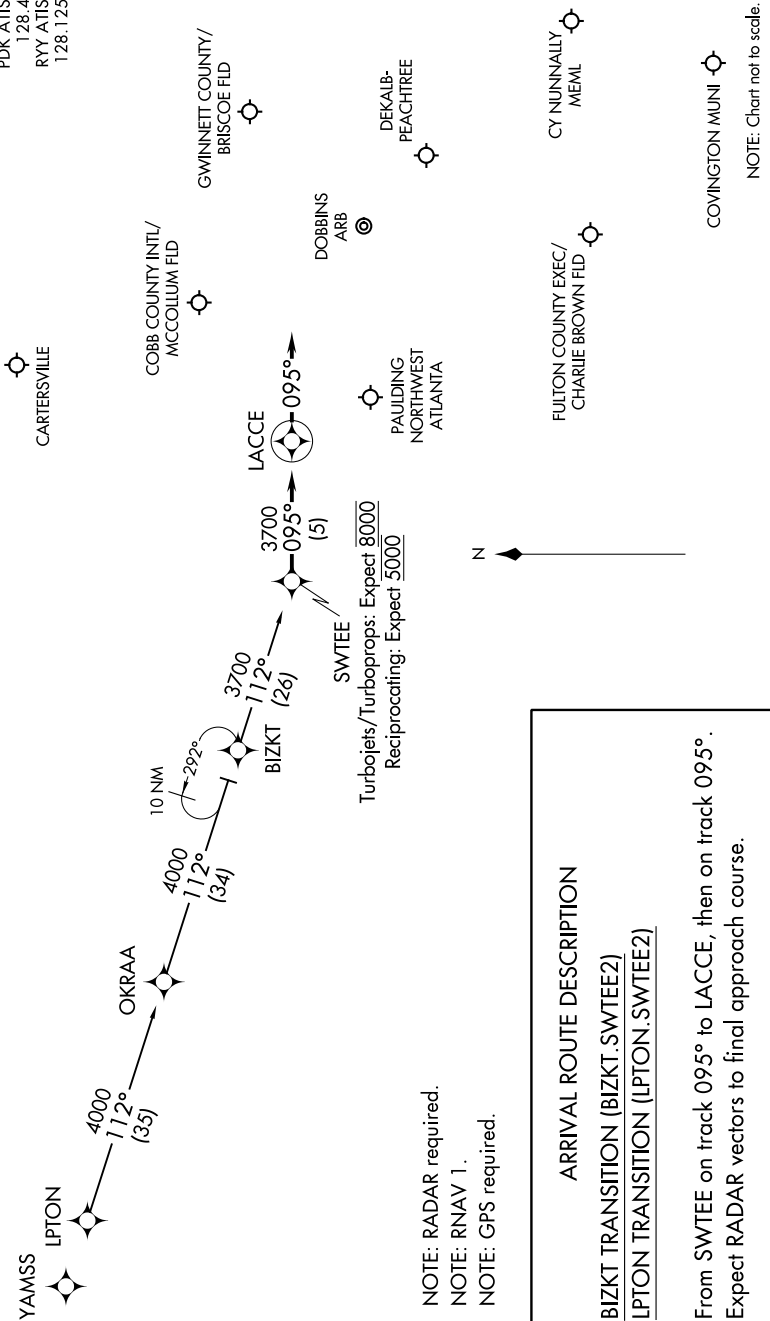 PDK ATIS
128.4
RYY ATIS
128.125
CARTERSVILLE
COBB COUNTY INTL/
MCCOLLUM FLD
GWINNETT COUNTY/
BRISCOE FLD
DOBBINS
ARB
DEKALB-
PEACHTREE
PAULDING
NORTHWEST
ATLANTA
FULTON COUNTY EXEC/
CHARLIE BROWN FLD
CY NUNNALLY
MEML
COVINGTON MUNI
NOTE: Chart not to scale.
YAMSS
LPTON
4000
112°
(35)
OKRAA
4000
112°
(34)
10 NM
292°
BIZKT
3700
112°
(26)
SWTEE
Turbojets/Turboprops: Expect 8000
Reciprocating: Expect 5000
3700
095°
(5)
LACCE
095°
N
NOTE: RADAR required.
NOTE: RNAV 1.
NOTE: GPS required.
ARRIVAL ROUTE DESCRIPTION
BIZKT TRANSITION (BIZKT.SWTEE2)
LPTON TRANSITION (LPTON.SWTEE2)
From SWTEE on track 095° to LACCE, then on track 095°.
Expect RADAR vectors to final approach course.